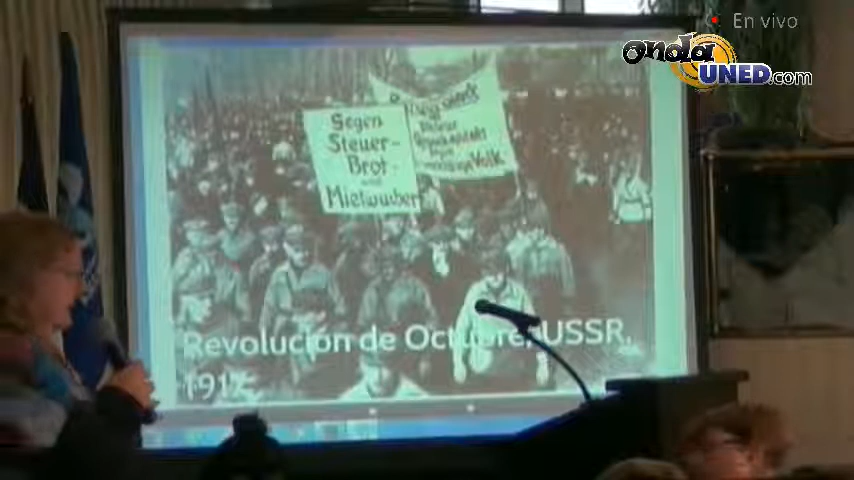 En vivo
onda
UNED.com
Gegen
Steuer-
Brot-
und
Mietwucher
Volk
Revolución de Octubre, USSR,
1917